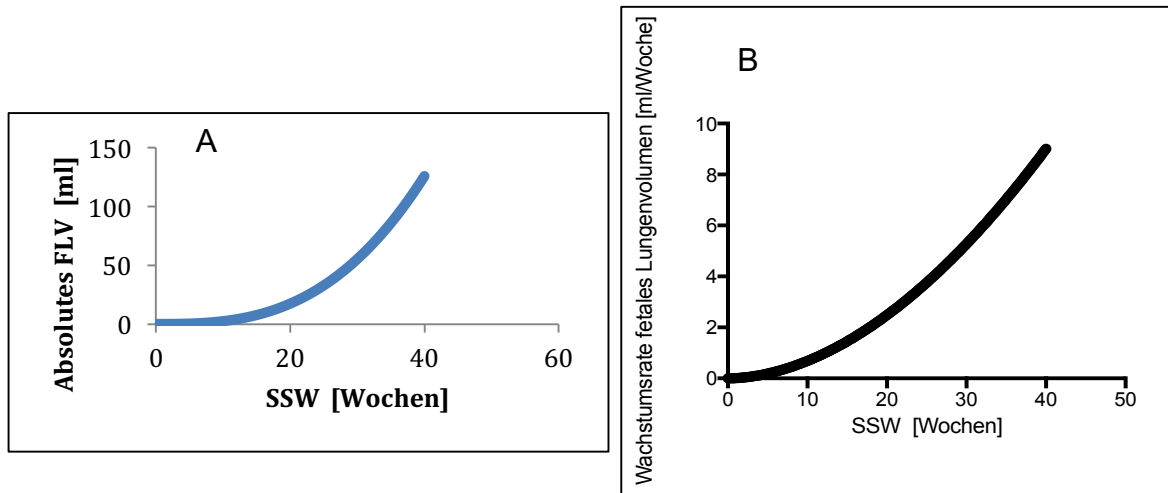 A
Absolutes FLV [ml]
150
100
50
0
0 20 40 60
SSW [Wochen]
B
Wachstumsrate fetales Lungenvolumen [ml/Woche]
10
8
6
4
2
0
0 10 20 30 40 50
SSW [Wochen]